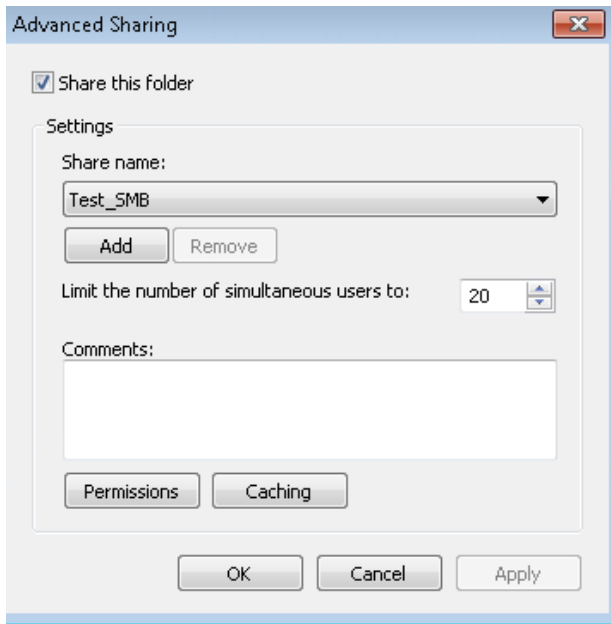 Advanced Sharing
Share this folder
Settings
Share name:
Test_SMB
Add Remove
Limit the number of simultaneous users to: 20
Comments:
Permissions Caching
OK Cancel Apply